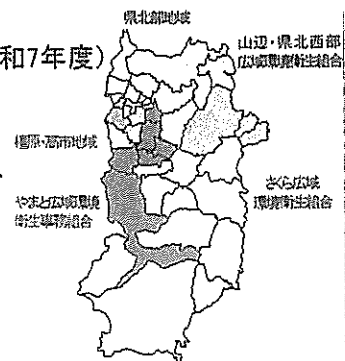 県北部地域
和7年度)
山辺・県北西部
広域環境衛生組合
橿原・高市地域
やまと広域環境
衛生事務組合
さくら広域
環境衛生組合